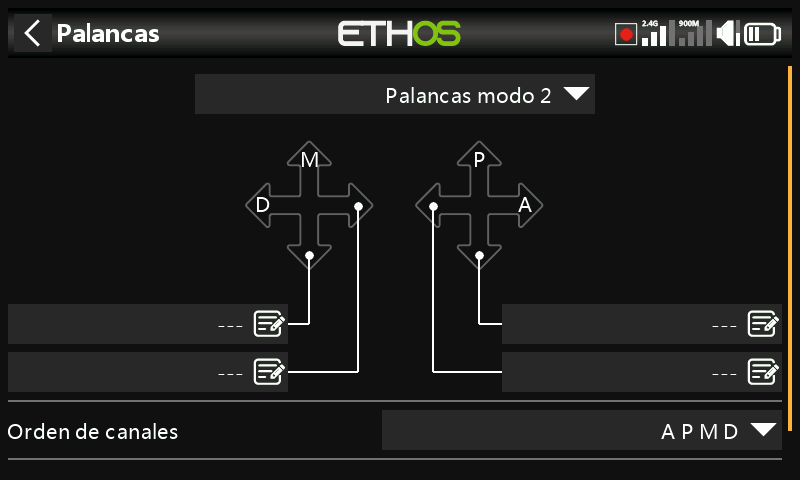 Palancas
ETHOS
2.4G
900M
Palancas modo 2
M
P
D
A
---
---
---
---
Orden de canales
A P M D